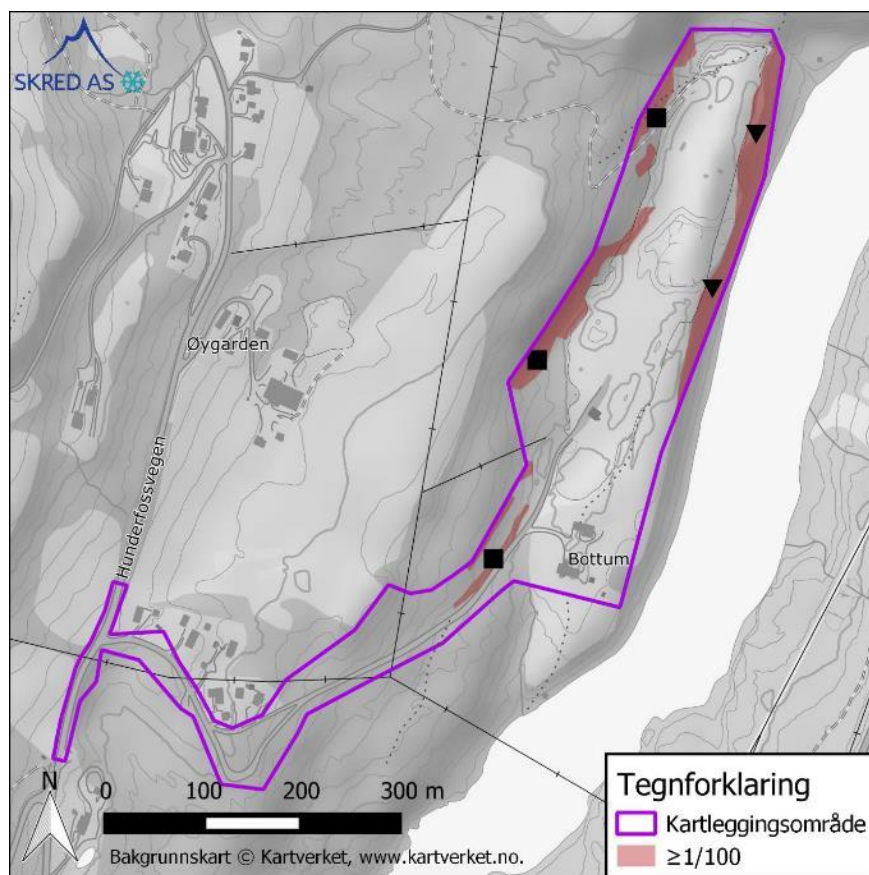 SKRED AS
Øygarden
Hunderfossvegen
Bottum
N
0 100 200 300 m
Bakgrunnskart © Kartverket, www.kartverket.no.
Tegnforklaring
Kartleggingsområde
≥1/100